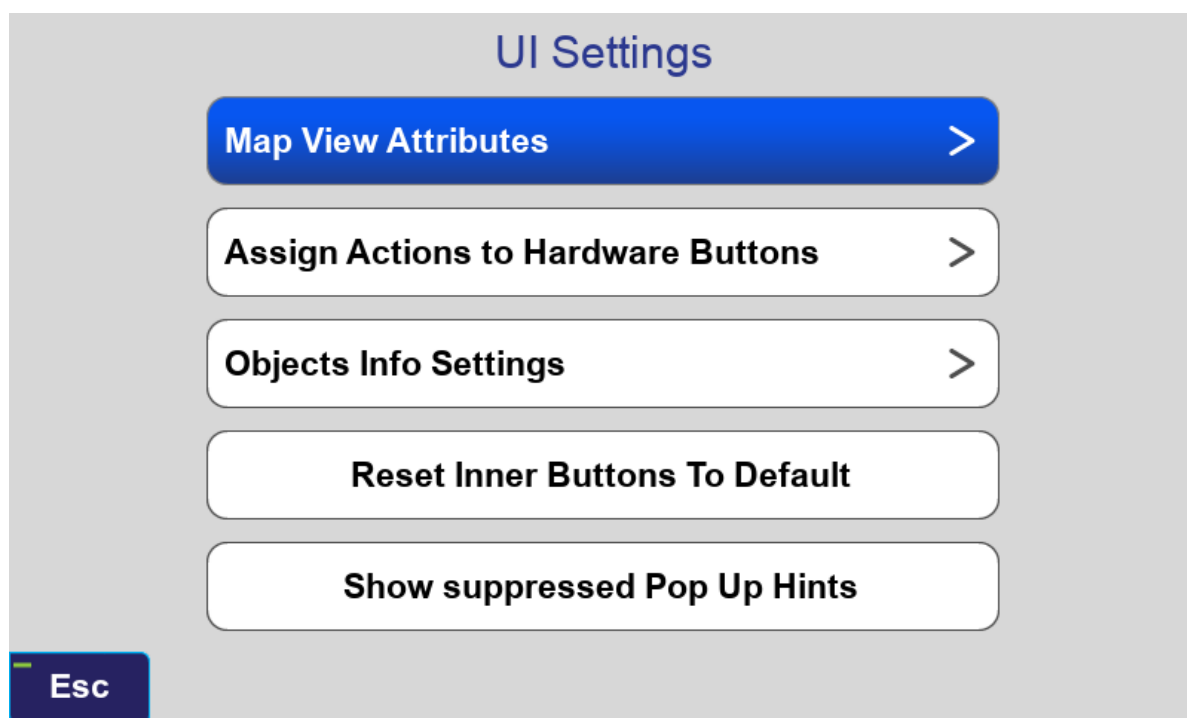 UI Settings
Map View Attributes >
Assign Actions to Hardware Buttons >
Objects Info Settings >
Reset Inner Buttons To Default
Show suppressed Pop Up Hints
Esc